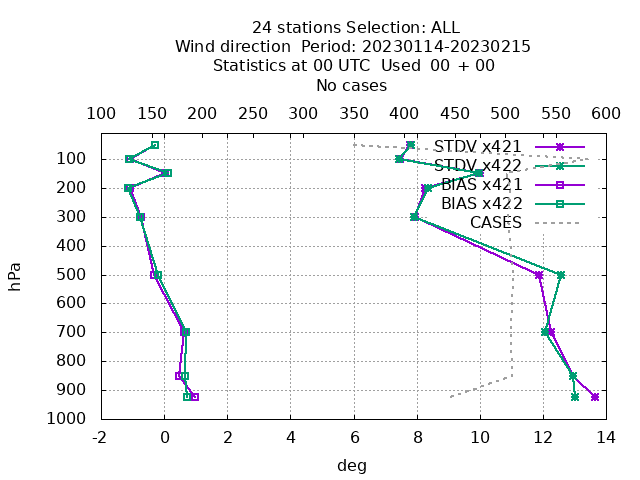 24 stations Selection: ALL
Wind direction  Period: 20230114-20230215
Statistics at 00 UTC  Used  00 + 00
No cases
100 150 200 250 300 350 400 450 500 550 600
STDV x421
STDV x422
BIAS x421
BIAS x422
CASES
100
200
300
400
500
600
700
800
900
1000
hPa
-2 0 2 4 6 8 10 12 14
deg